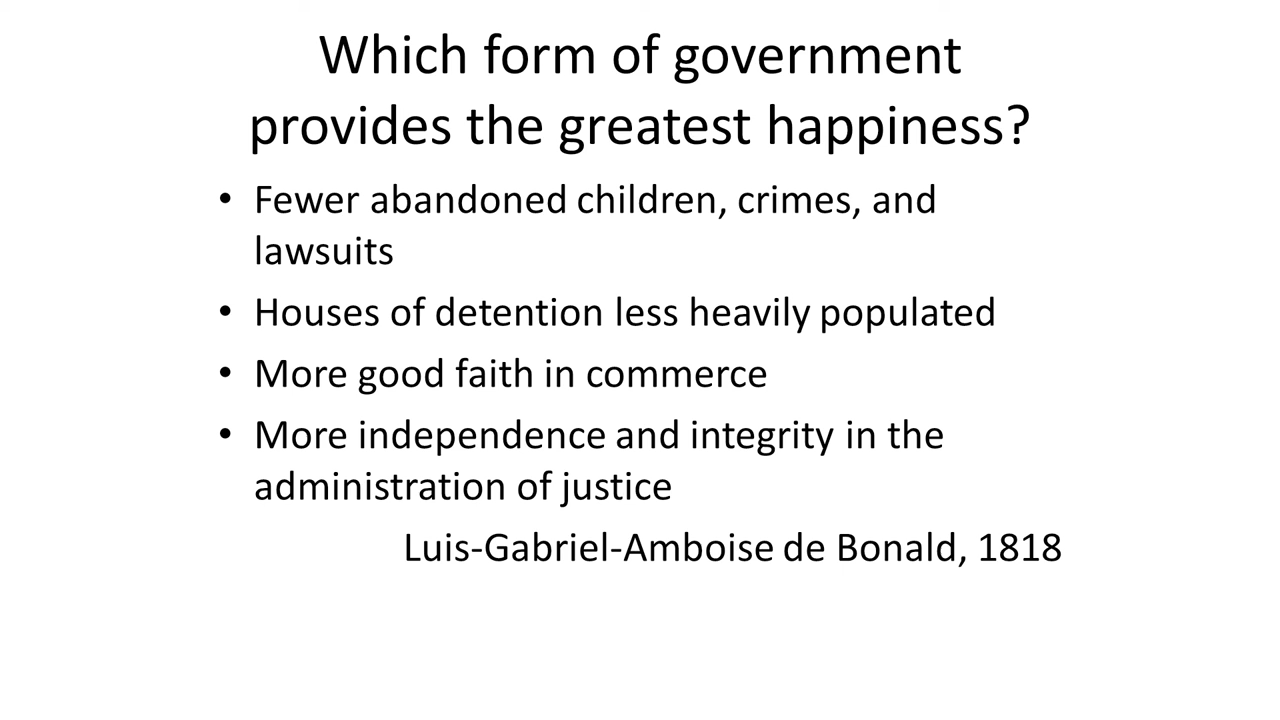 Which form of government
provides the greatest happiness?
• Fewer abandoned children, crimes, and
lawsuits
• Houses of detention less heavily populated
• More good faith in commerce
• More independence and integrity in the
administration of justice
Luis-Gabriel-Amboise de Bonald, 1818